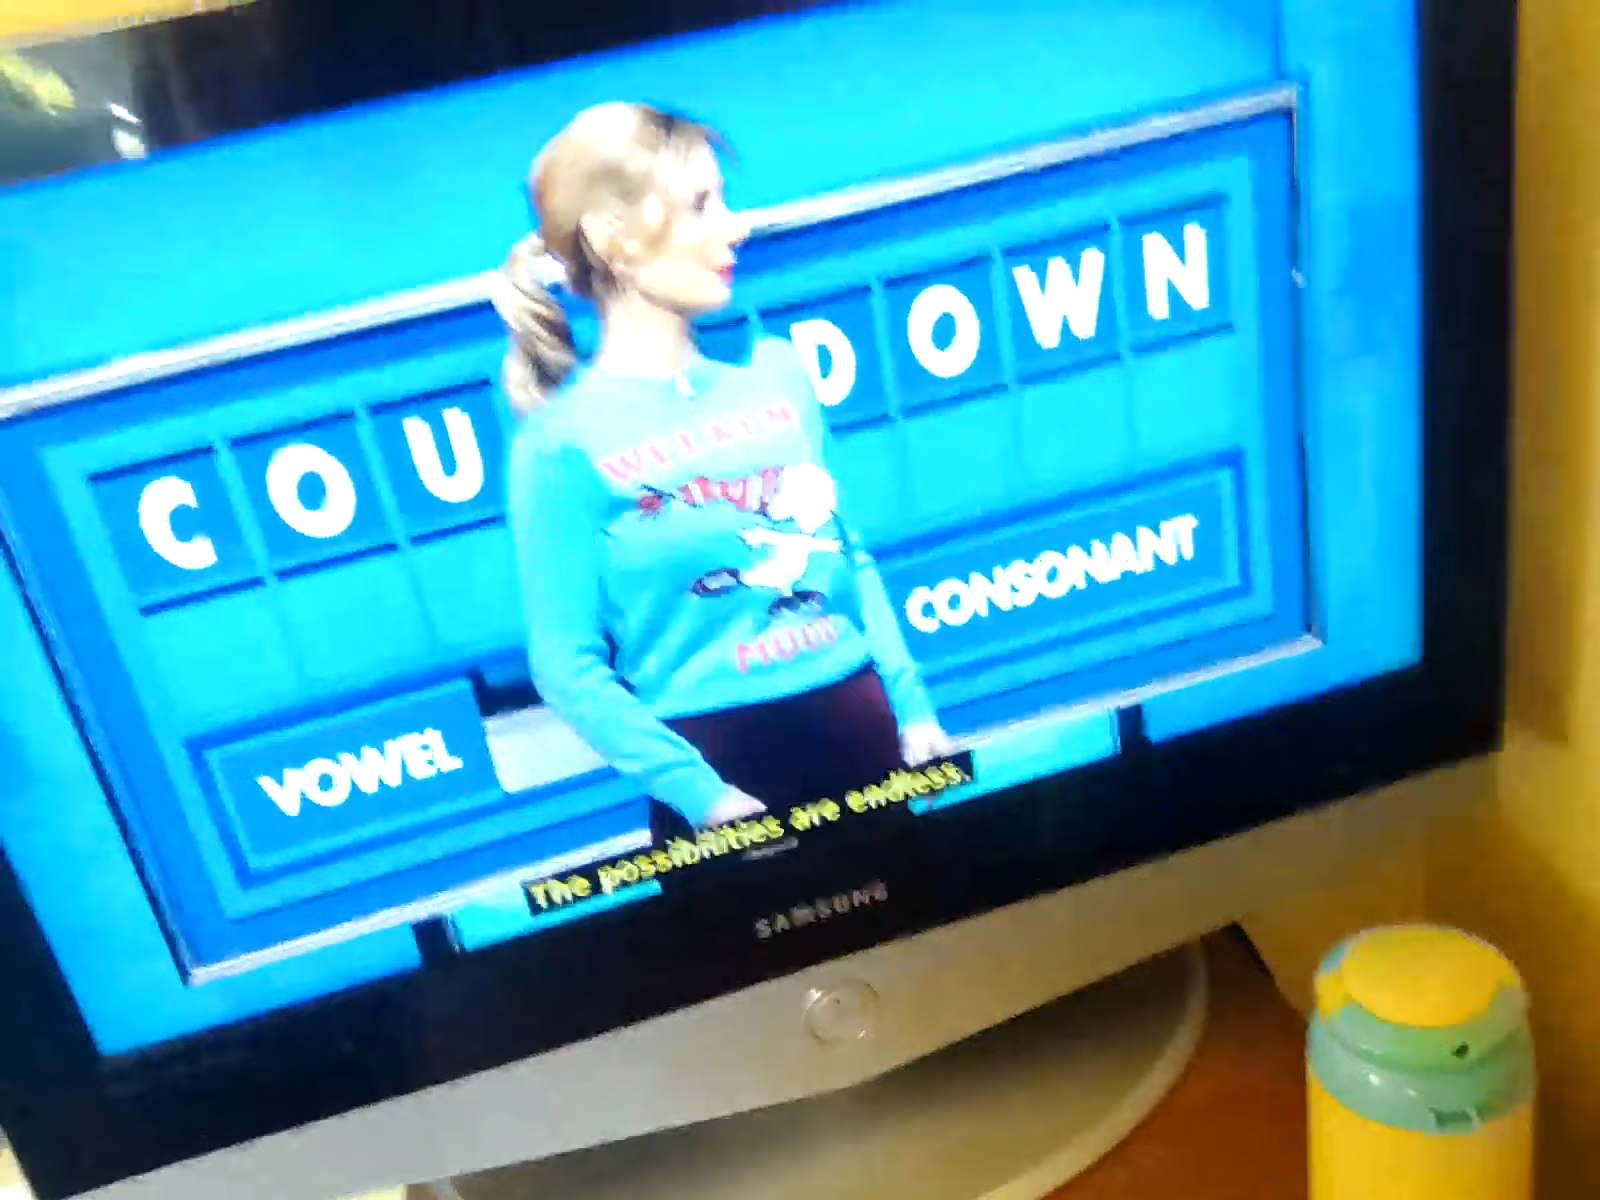 COU DOWN
VOWEL
CONSONANT
The possibilities are endless.
SAMSUNG